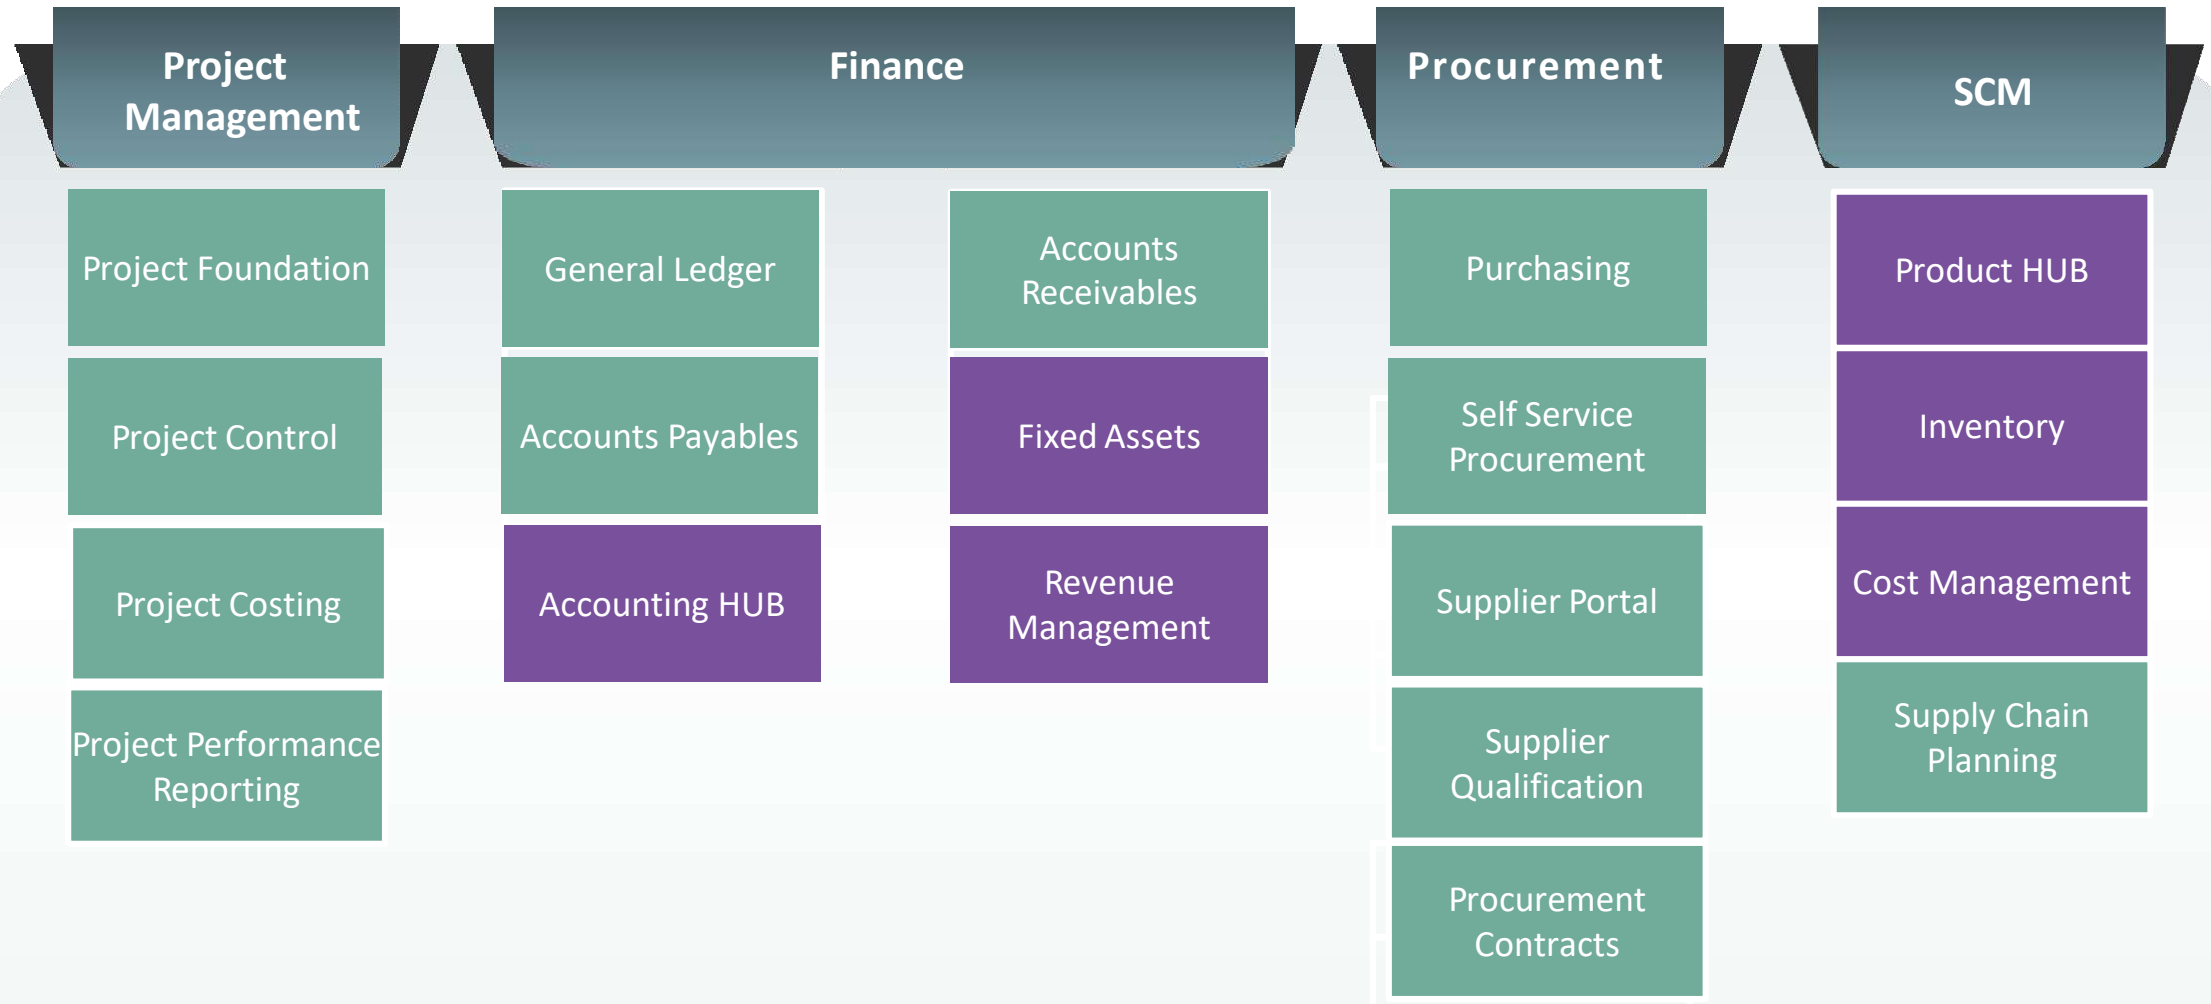 Project
Management
Finance
Procurement
SCM
Project Foundation
Project Control
Project Costing
Project Performance
Reporting
General Ledger
Accounts Payables
Accounting HUB
Accounts
Receivables
Fixed Assets
Revenue
Management
Purchasing
Self Service
Procurement
Supplier Portal
Supplier
Qualification
Procurement
Contracts
Product HUB
Inventory
Cost Management
Supply Chain
Planning